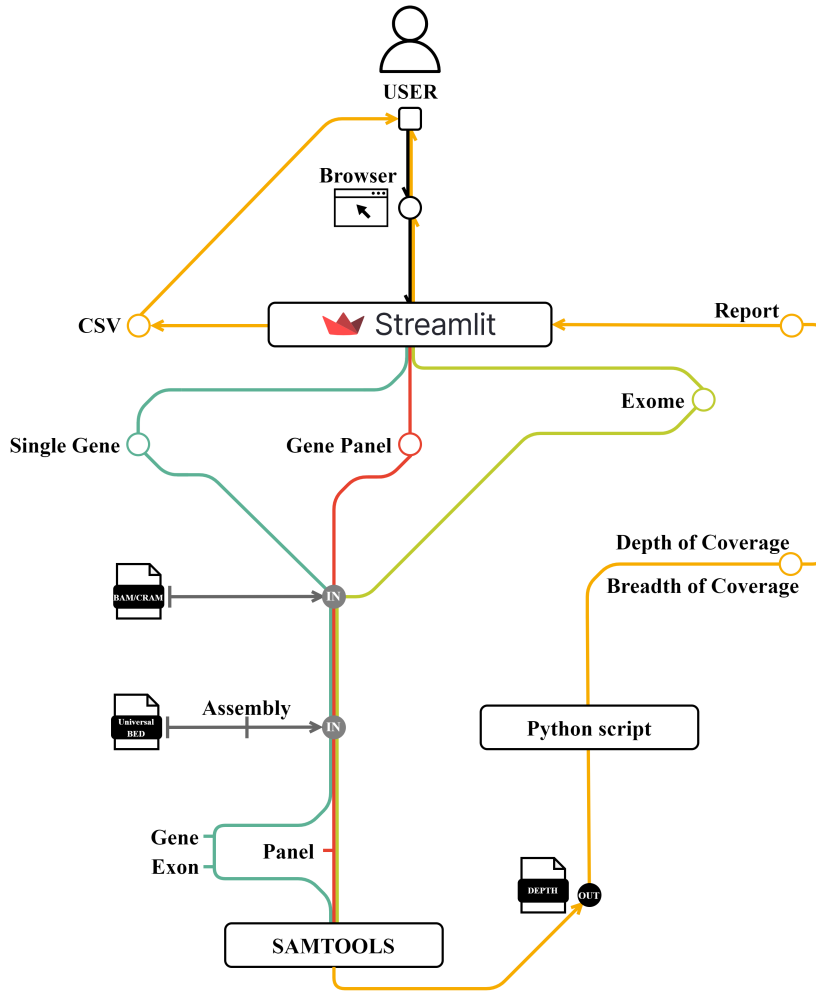 USER
Browser
CSV
Streamlit
Report
Exome
Single Gene
Gene Panel
Depth of Coverage
BAM/CRAM
IN
Breadth of Coverage
Assembly
Universal
BED
IN
Python script
Gene
Panel
Exon
DEPTH
OUT
SAMTOOLS